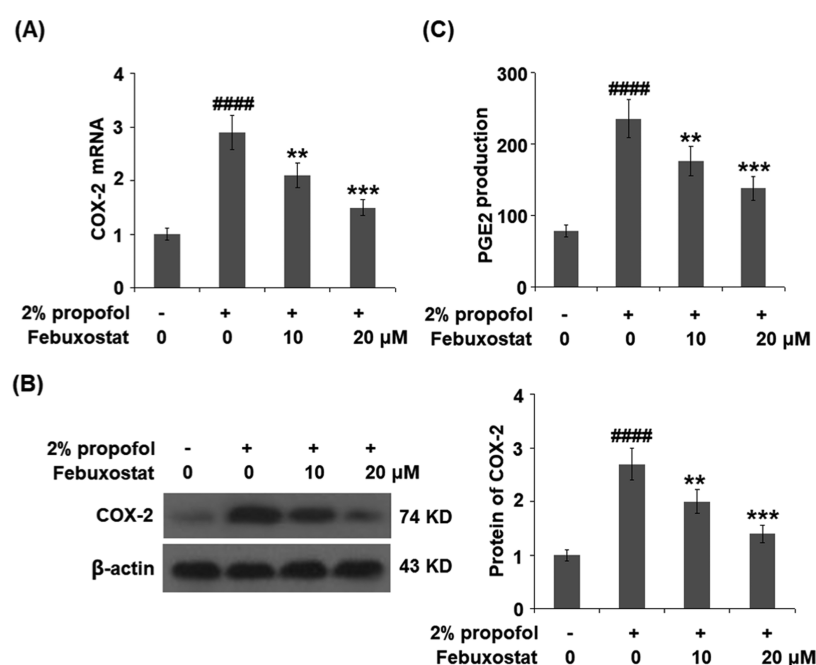 (A)
4
3
2
1
0
COX-2 mRNA
####
**
***
2% propofol - + + +
Febuxostat 0 0 10 20 μM
(C)
300
200
100
0
PGE2 production
####
**
***
2% propofol - + + +
Febuxostat 0 0 10 20 μM
(B)
2% propofol - + + +
Febuxostat 0 0 10 20 μM
COX-2 74 KD
β-actin 43 KD
4
3
2
1
0
Protein of COX-2
####
**
***
2% propofol - + + +
Febuxostat 0 0 10 20 μM